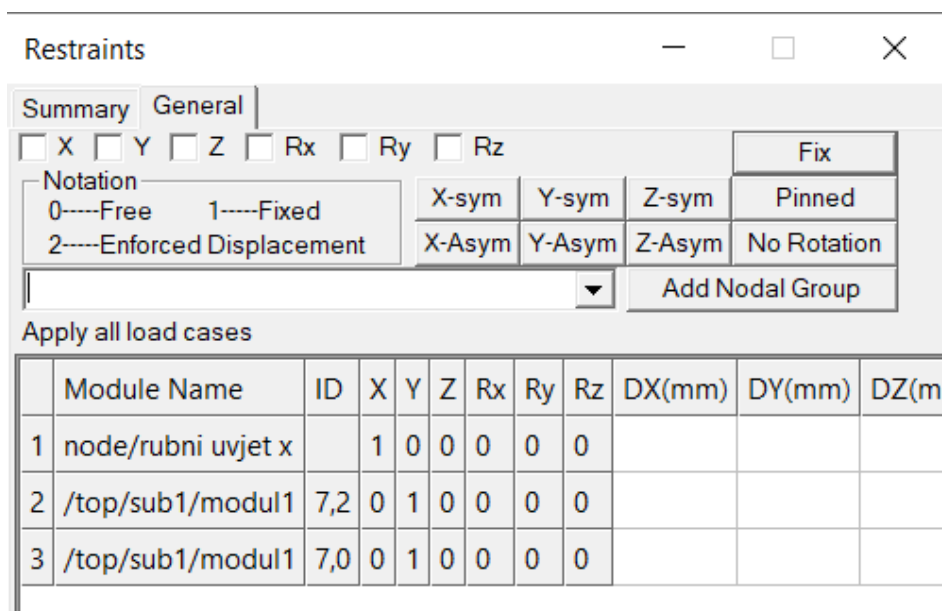 Restraints
Summary General
X Y Z Rx Ry Rz Fix
Notation
0-----Free 1-----Fixed
2-----Enforced Displacement
X-sym Y-sym Z-sym Pinned
X-Asym Y-Asym Z-Asym No Rotation
Add Nodal Group
Apply all load cases
Module Name ID X Y Z Rx Ry Rz DX(mm) DY(mm) DZ(m
1 node/rubni uvjet x 1 0 0 0 0 0
2 /top/sub1/modul1 7,2 0 1 0 0 0 0
3 /top/sub1/modul1 7,0 0 1 0 0 0 0